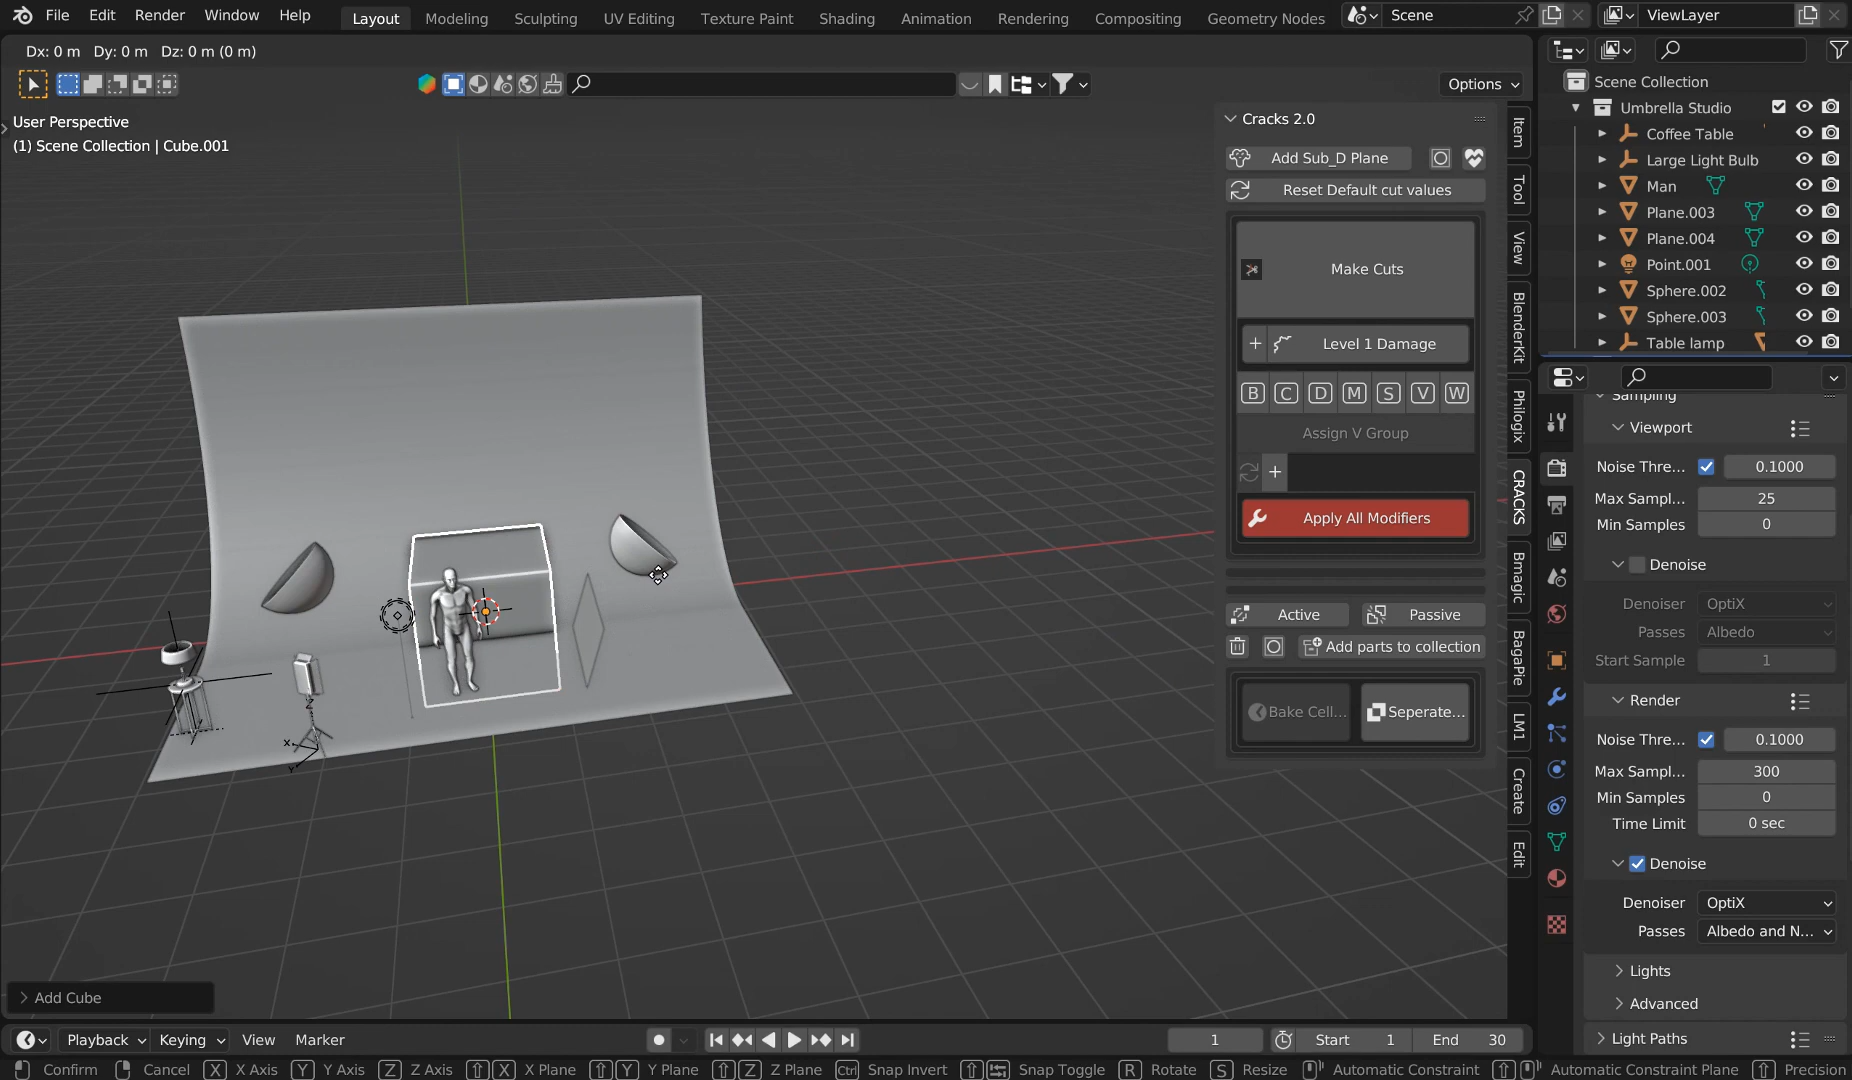 File Edit Render Window Help Layout Modeling Sculpting UV Editing Texture Paint Shading Animation Rendering Compositing Geometry Nodes Scene ViewLayer
Dx: 0 m Dy: 0 m Dz: 0 m (0 m)
Options
User Perspective
(1) Scene Collection | Cube.001
Cracks 2.0
Add Sub_D Plane
Reset Default cut values
Make Cuts
Level 1 Damage
B C D M S V W
Assign V Group
Apply All Modifiers
Active Passive
Add parts to collection
Bake Cell... Seperate...
Item
Tool
View
BlenderKit
Philogix
CRACKS
Bmagic
BagaPie
LM1
Create
Edit
Scene Collection
Umbrella Studio
Coffee Table
Large Light Bulb
Man
Plane.003
Plane.004
Point.001
Sphere.002
Sphere.003
Table lamp
Sampling
Viewport
Noise Thre... 0.1000
Max Sampl... 25
Min Samples 0
Denoise
Denoiser OptiX
Passes Albedo
Start Sample 1
Render
Noise Thre... 0.1000
Max Sampl... 300
Min Samples 0
Time Limit 0 sec
Denoise
Denoiser OptiX
Passes Albedo and N...
Lights
Advanced
Light Paths
X
Y
Add Cube
Playback Keying View Marker 1 Start 1 End 30
Confirm Cancel X X Axis Y Y Axis Z Z Axis X X Plane Y Y Plane Z Z Plane Ctrl Snap Invert Snap Toggle R Rotate S Resize Automatic Constraint Automatic Constraint Plane Precision